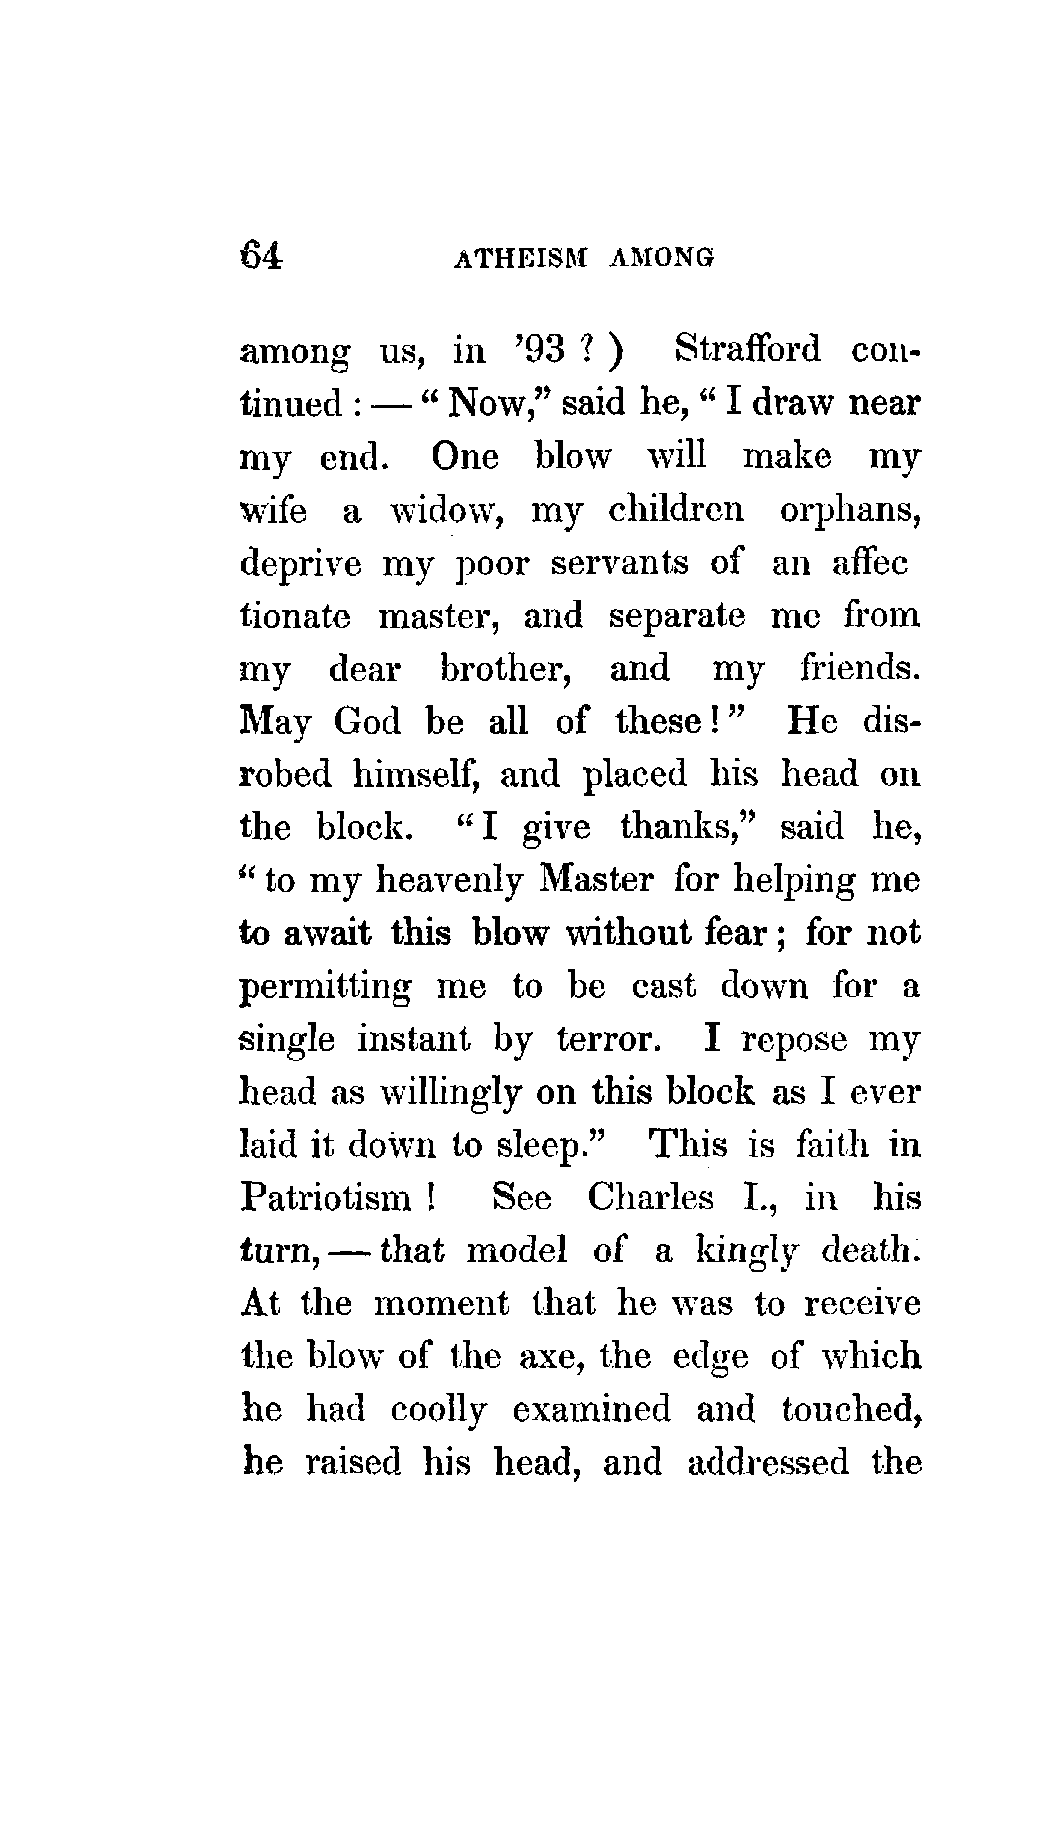 64 ATHEISM AMONG
among us, in ’93 ? ) Strafford con-
tinued : — “ Now,” said he, “ I draw near
my end. One blow will make my
wife a widow, my children orphans,
deprive my poor servants of an affec
tionate master, and separate me from
my dear brother, and my friends.
May God be all of these ! ” He dis-
robed himself, and placed his head on
the block. “ I give thanks,” said he,
“ to my heavenly Master for helping me
to await this blow without fear ; for not
permitting me to be cast down for a
single instant by terror. I repose my
head as willingly on this block as I ever
laid it down to sleep.” This is faith in
Patriotism ! See Charles I., in his
turn, — that model of a kingly death.
At the moment that he was to receive
the blow of the axe, the edge of which
he had coolly examined and touched,
he raised his head, and addressed the